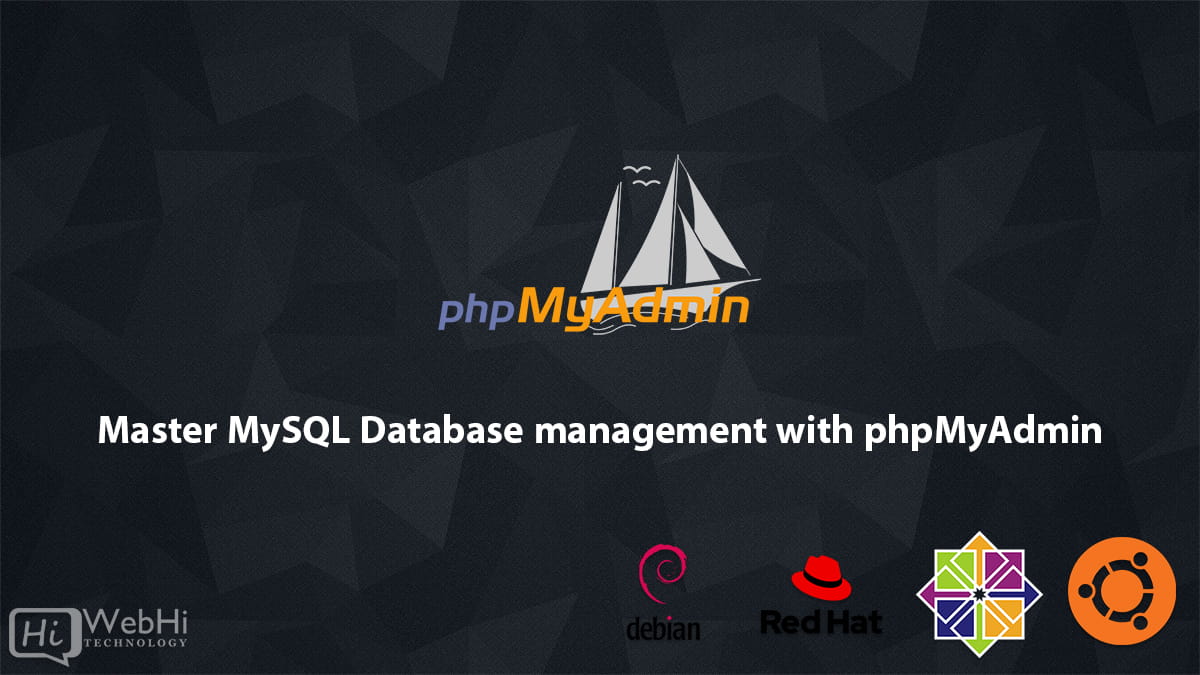 phpMyAdmin
Master MySQL Database management with phpMyAdmin
debian
Red Hat
Hi WebHi
TECHNOLOGY